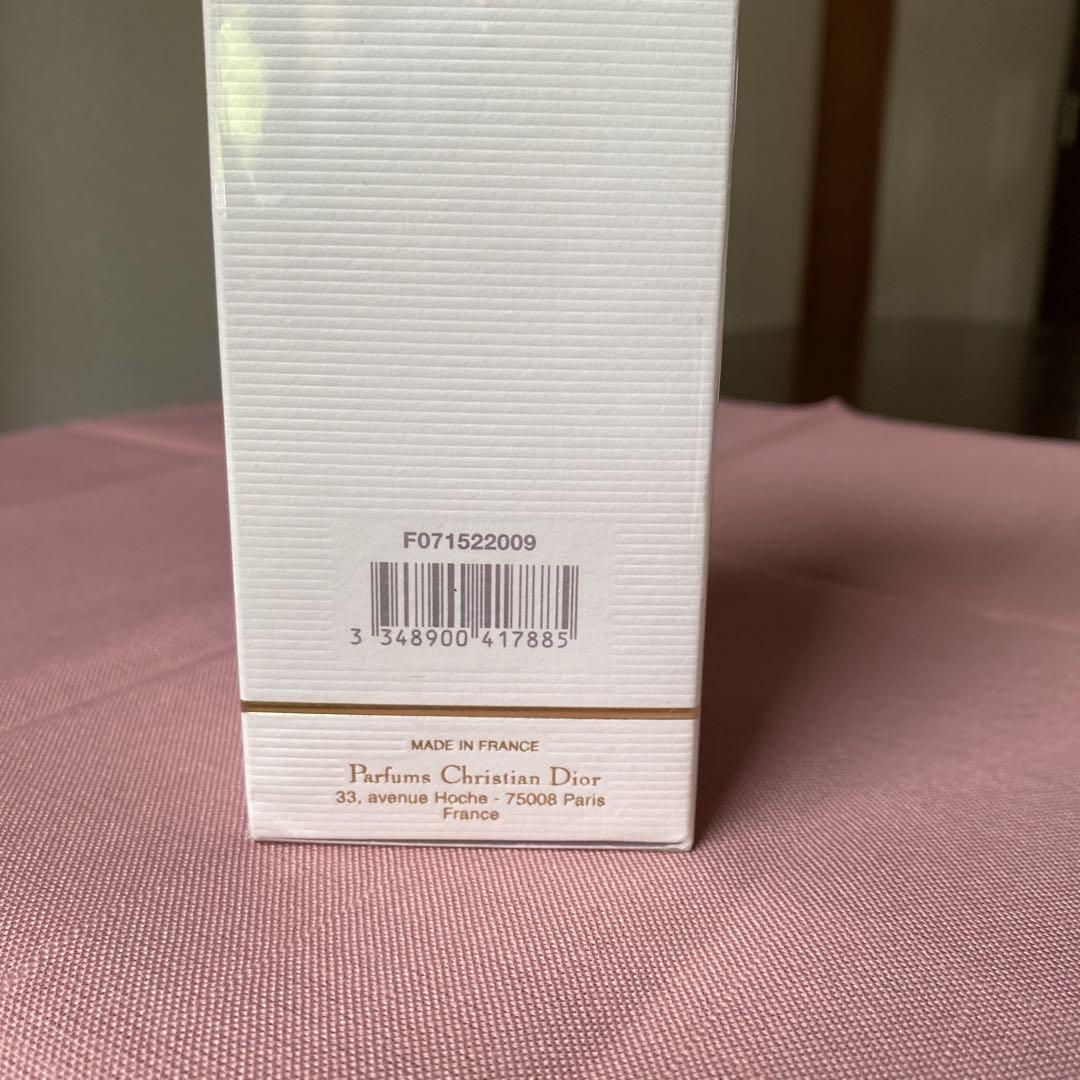 F071522009
3 348900 417885
MADE IN FRANCE
Parfums Christian Dior
33, avenue Hoche - 75008 Paris
France